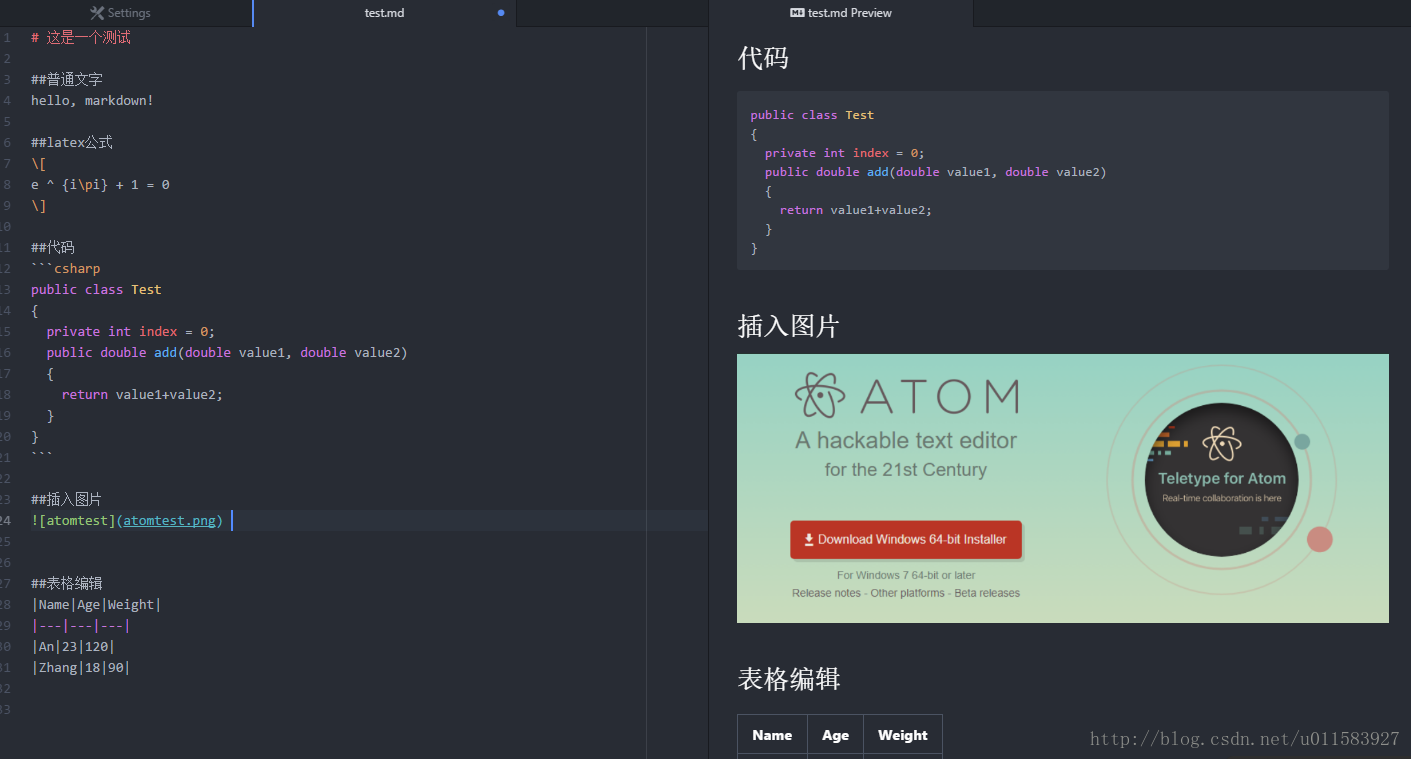 Settings
test.md
test.md Preview
1 # 这是一个测试
2
3 ##普通文字
4 hello, markdown!
5
6 ##latex公式
7 \[
8 e ^ {i\pi} + 1 = 0
9 \]
10
11 ##代码
12 ```csharp
13 public class Test
14 {
15   private int index = 0;
16   public double add(double value1, double value2)
17   {
18     return value1+value2;
19   }
20 }
21 ```
22
23 ##插入图片
24 ![atomtest](atomtest.png)
25
26
27 ##表格编辑
28 |Name|Age|Weight|
29 |---|---|---|
30 |An|23|120|
31 |Zhang|18|90|
32
33
代码
public class Test
{
  private int index = 0;
  public double add(double value1, double value2)
  {
    return value1+value2;
  }
}
插入图片
ATOM
A hackable text editor
for the 21st Century
Download Windows 64-bit Installer
For Windows 7 64-bit or later
Release notes - Other platforms - Beta releases
Teletype for Atom
Real-time collaboration is here
表格编辑
Name Age Weight
http://blog.csdn.net/u011583927